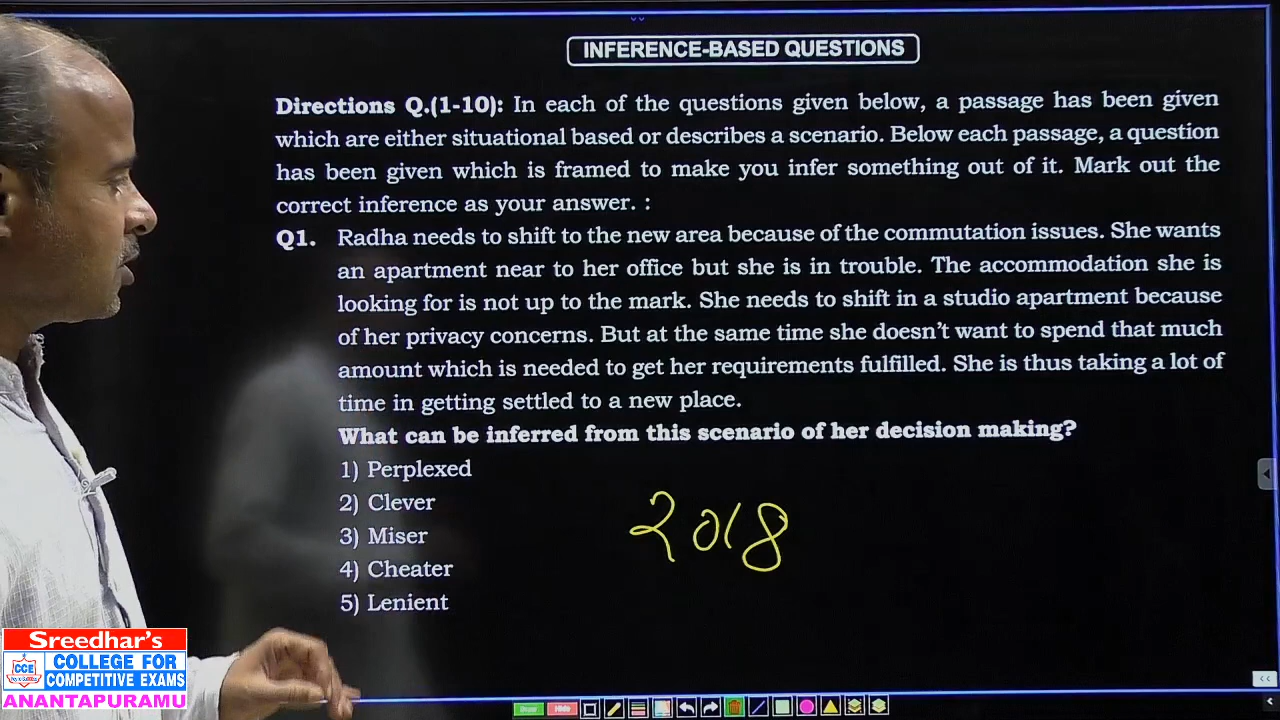 INFERENCE-BASED QUESTIONS
Directions Q.(1-10): In each of the questions given below, a passage has been given
which are either situational based or describes a scenario. Below each passage, a question
has been given which is framed to make you infer something out of it. Mark out the
correct inference as your answer. :
Q1. Radha needs to shift to the new area because of the commutation issues. She wants
an apartment near to her office but she is in trouble. The accommodation she is
looking for is not up to the mark. She needs to shift in a studio apartment because
of her privacy concerns. But at the same time she doesn't want to spend that much
amount which is needed to get her requirements fulfilled. She is thus taking a lot of
time in getting settled to a new place.
What can be inferred from this scenario of her decision making?
1) Perplexed
2) Clever
3) Miser
4) Cheater
5) Lenient
2018
Sreedhar's
CCE
COLLEGE FOR
COMPETITIVE EXAMS
ANANTAPURAMU